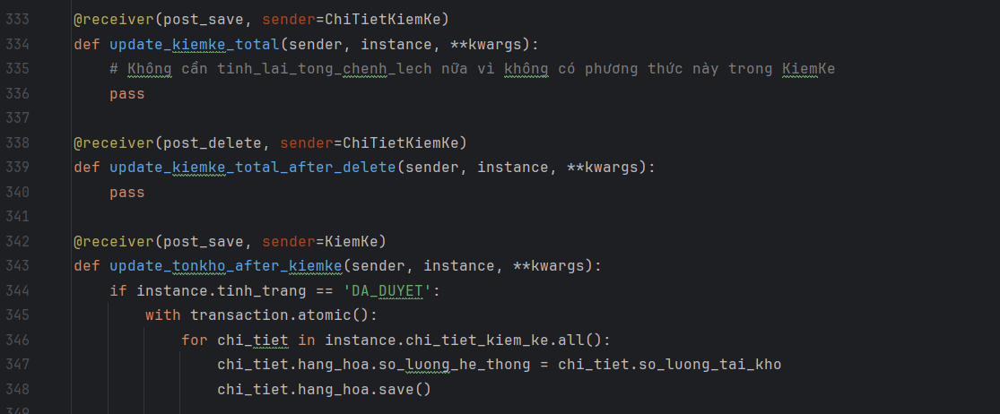 333 @receiver(post_save, sender=ChiTietKiemKe)
334 def update_kiemke_total(sender, instance, **kwargs):
335     # Không cần tinh_lai_tong_chenh_lech nữa vì không có phương thức này trong KiemKe
336     pass
337
338 @receiver(post_delete, sender=ChiTietKiemKe)
339 def update_kiemke_total_after_delete(sender, instance, **kwargs):
340     pass
341
342 @receiver(post_save, sender=KiemKe)
343 def update_tonkho_after_kiemke(sender, instance, **kwargs):
344     if instance.tinh_trang == 'DA_DUYET':
345         with transaction.atomic():
346             for chi_tiet in instance.chi_tiet_kiem_ke.all():
347                 chi_tiet.hang_hoa.so_luong_he_thong = chi_tiet.so_luong_tai_kho
348                 chi_tiet.hang_hoa.save()